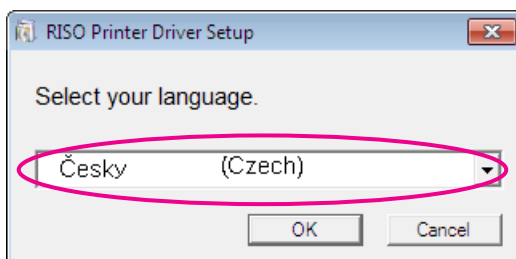 RISO Printer Driver Setup
Select your language.
Česky (Czech)
OK Cancel